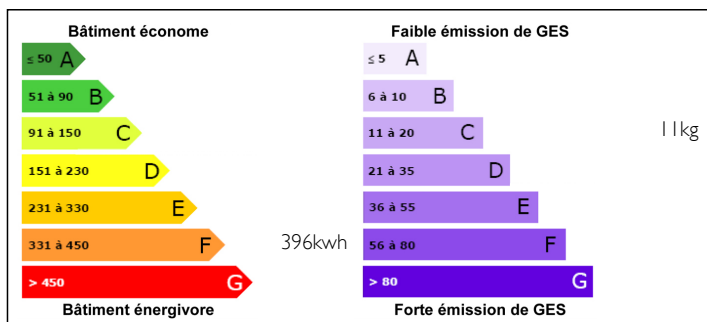 Bâtiment économe
≤ 50 A
51 à 90 B
91 à 150 C
151 à 230 D
231 à 330 E
331 à 450 F
396kwh
> 450 G
Bâtiment énergivore
Faible émission de GES
≤ 5 A
6 à 10 B
11 à 20 C
11kg
21 à 35 D
36 à 55 E
56 à 80 F
> 80 G
Forte émission de GES